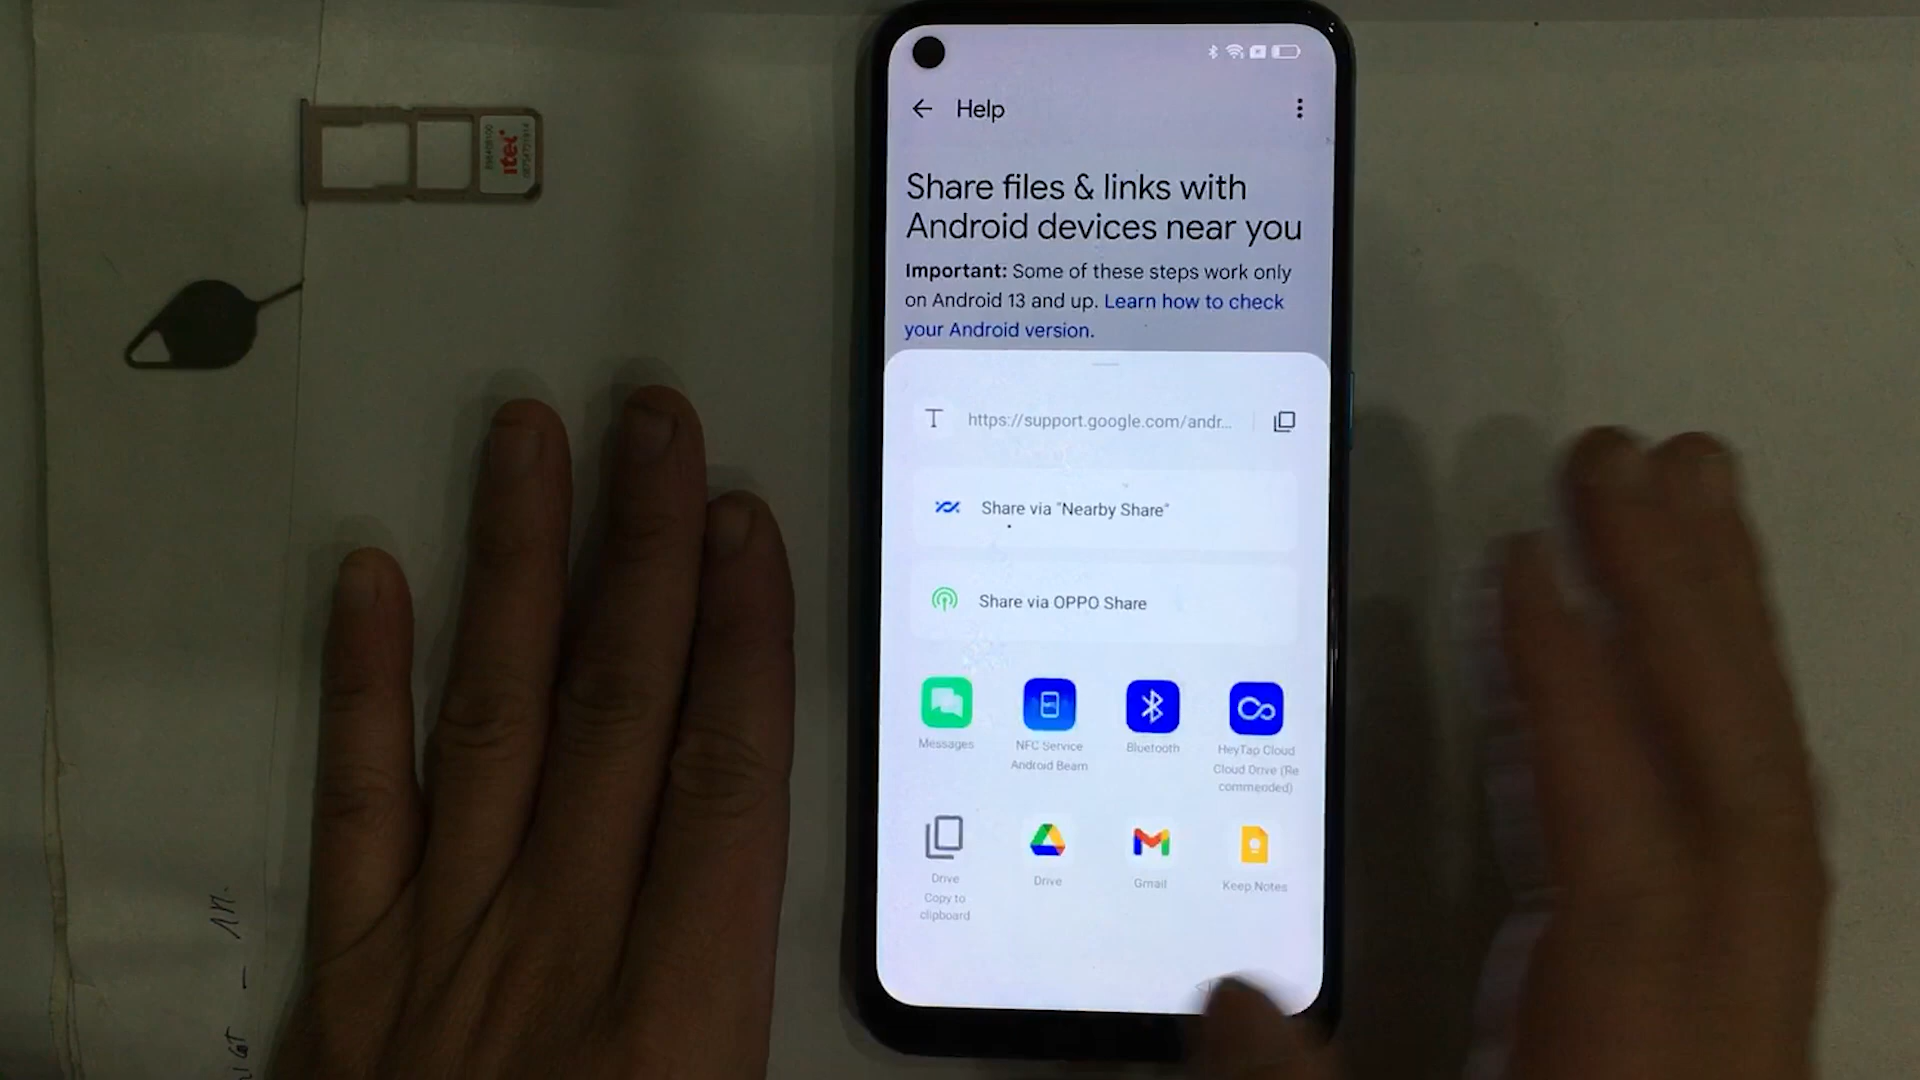 itel
Help
Share files & links with
Android devices near you
Important: Some of these steps work only
on Android 13 and up. Learn how to check
your Android version.
T https://support.google.com/andr...
Share via "Nearby Share"
Share via OPPO Share
Messages
NFC Service
Android Beam
Bluetooth
HeyTap Cloud
Cloud Drive (Re
commended)
Drive
Copy to
clipboard
Drive
Gmail
Keep Notes